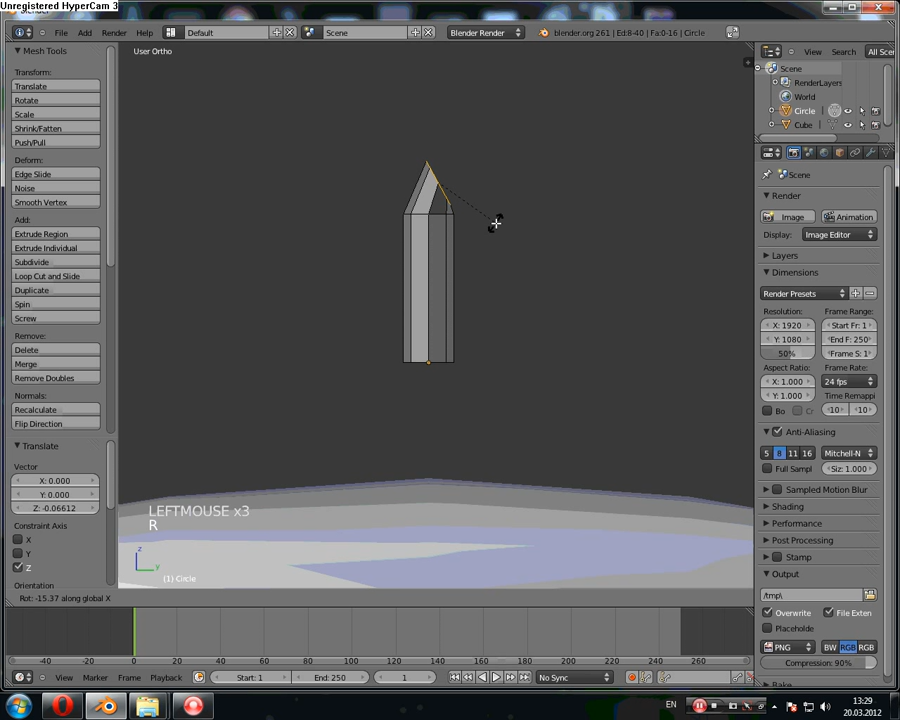 Unregistered HyperCam 3
File Add Render Help Default Scene Blender Render blender.org 261 | Ed:8-40 | Fa:0-16 | Circle
Mesh Tools
Transform:
Translate
Rotate
Scale
Shrink/Fatten
Push/Pull
Deform:
Edge Slide
Noise
Smooth Vertex
Add:
Extrude Region
Extrude Individual
Subdivide
Loop Cut and Slide
Duplicate
Spin
Screw
Remove:
Delete
Merge
Remove Doubles
Normals:
Recalculate
Flip Direction
Translate
Vector
X: 0.000
Y: 0.000
Z: -0.06612
Constraint Axis
X
Y
Z
Orientation
Rot: -15.37 along global X
User Ortho
LEFTMOUSE x3
R
z
y
(1) Circle
View Search All Scen
Scene
RenderLayers
World
Circle
Cube
Scene
Render
Image Animation
Display: Image Editor
Layers
Dimensions
Render Presets
Resolution: Frame Range:
X: 1920 Start Fr: 1
Y: 1080 End F: 250
50% Frame S: 1
Aspect Ratio: Frame Rate:
X: 1.000 24 fps
Y: 1.000 Time Remappi
Bo Cr 10 10
Anti-Aliasing
5 8 11 16 Mitchell-N
Full Sampl Siz: 1.000
Sampled Motion Blur
Shading
Performance
Post Processing
Stamp
Output
/tmp\
Overwrite File Exten
Placeholde
PNG BW RGB RGB
Compression: 90%
-40 -20 0 20 40 60 80 100 120 140 160 180 200 220 240 260
View Marker Frame Playback Start: 1 End: 250 1 No Sync
EN
13:29
20.03.2012